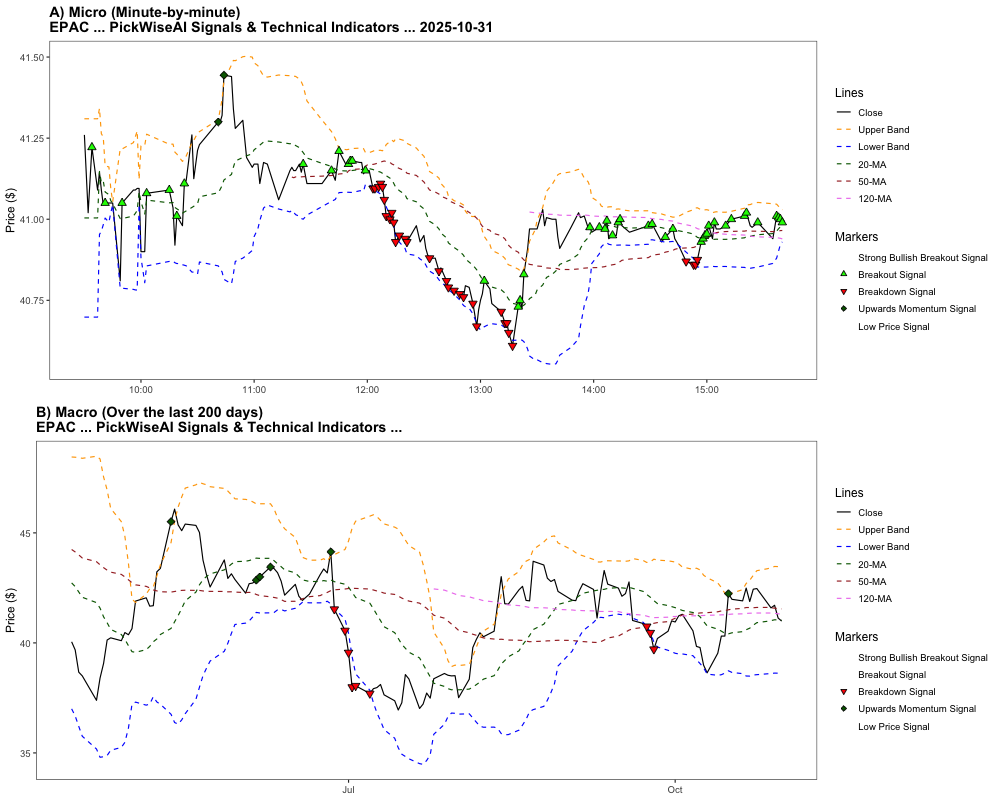 A) Micro (Minute-by-minute)
EPAC ... PickWiseAI Signals & Technical Indicators ... 2025-10-31
41.50
41.25
41.00
40.75
Price ($)
10:00
11:00
12:00
13:00
14:00
15:00
Lines
Close
Upper Band
Lower Band
20-MA
50-MA
120-MA
Markers
Strong Bullish Breakout Signal
Breakout Signal
Breakdown Signal
Upwards Momentum Signal
Low Price Signal
B) Macro (Over the last 200 days)
EPAC ... PickWiseAI Signals & Technical Indicators ...
45
40
35
Price ($)
Jul
Oct
Lines
Close
Upper Band
Lower Band
20-MA
50-MA
120-MA
Markers
Strong Bullish Breakout Signal
Breakout Signal
Breakdown Signal
Upwards Momentum Signal
Low Price Signal